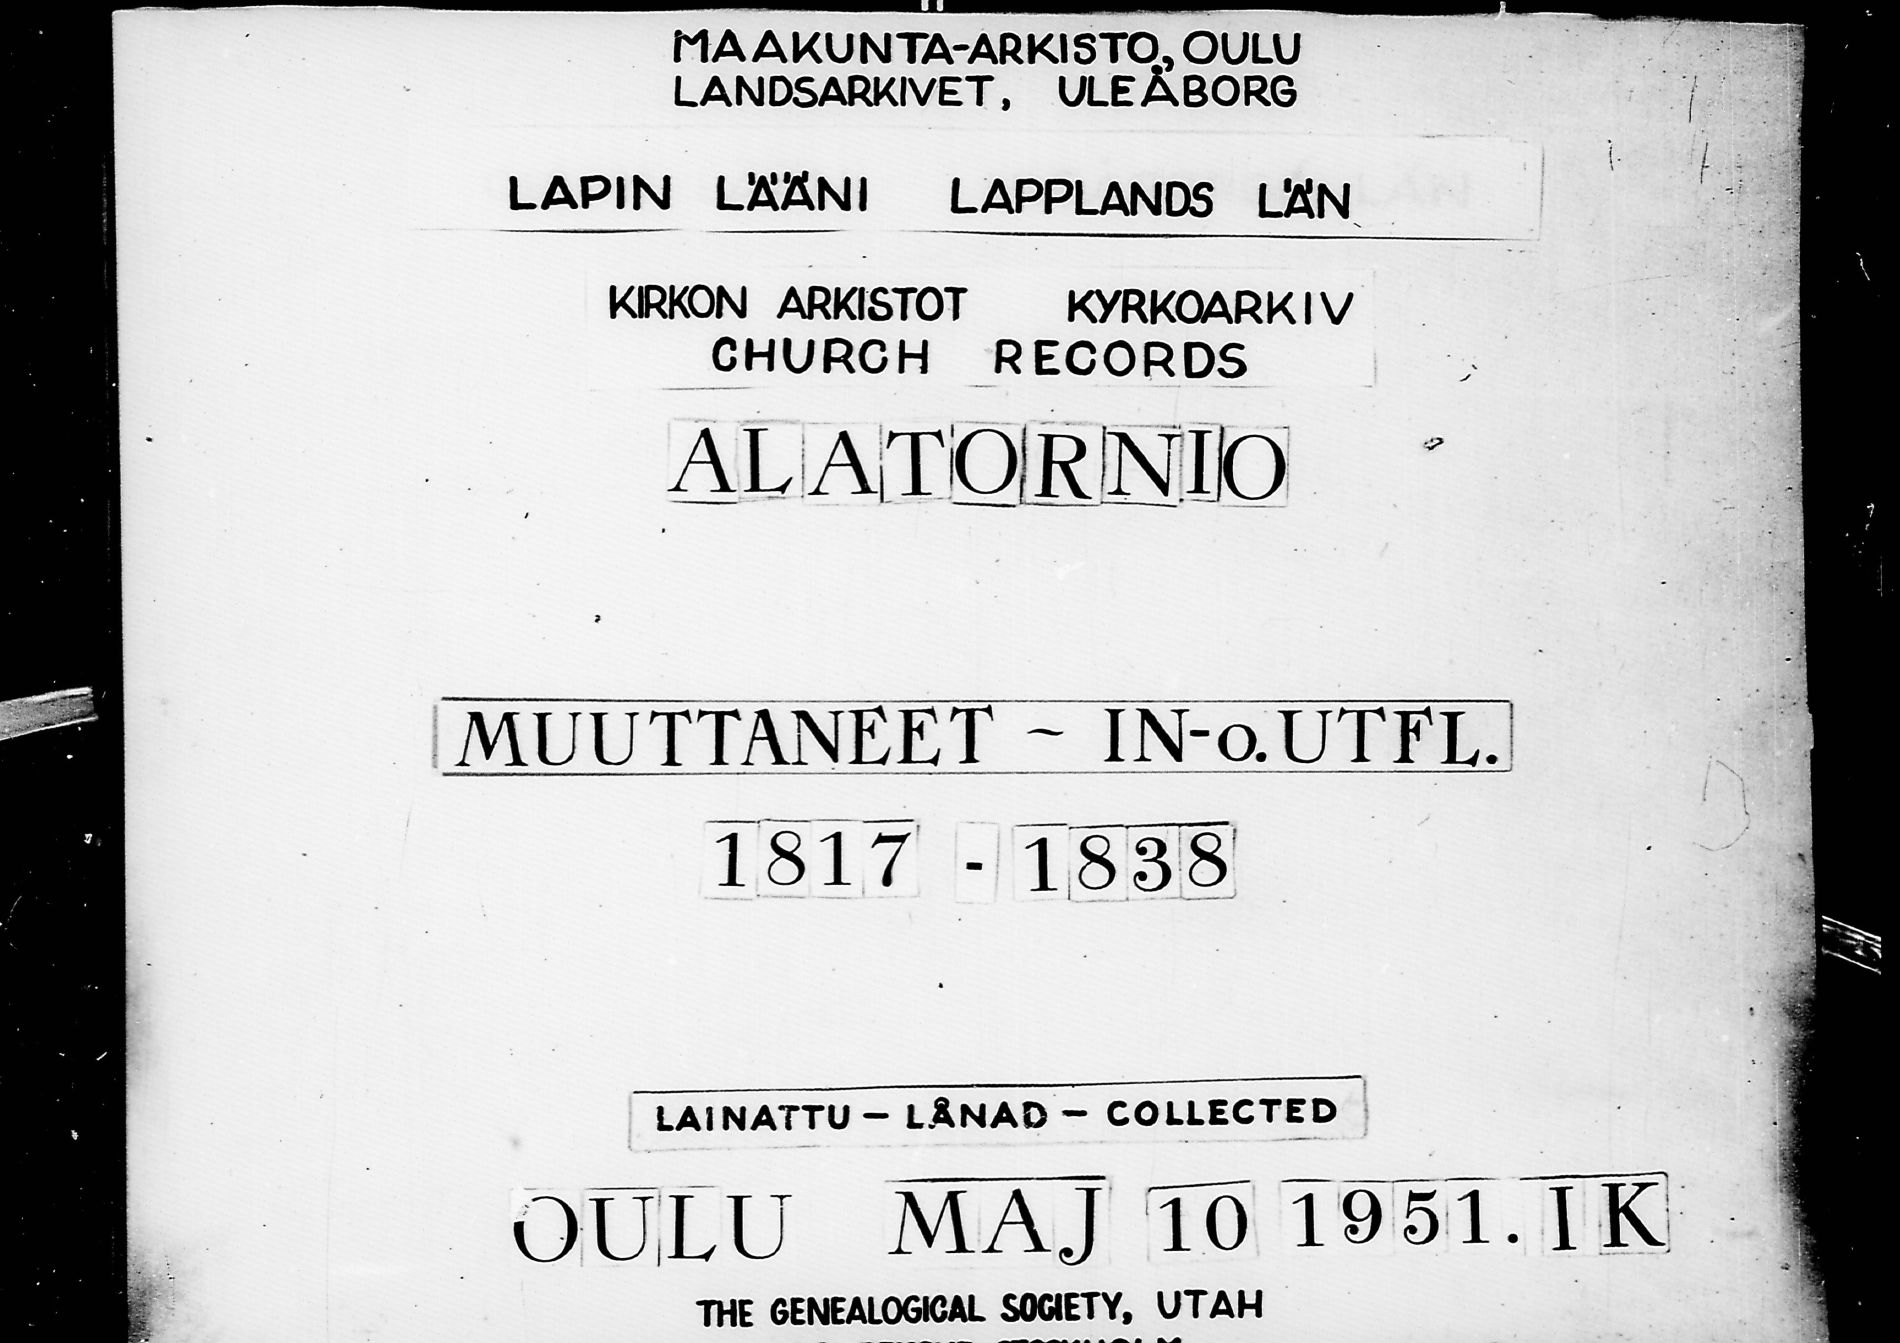 MAAKUNTA-ARKISTO, OULU
LANDSARKIVET, ULEÅBORG
LAPIN LÄÄNI LAPPLANDS LÄN
KIRKON ARKISTOT KYRKOARKIV
CHURCH RECORDS
ALATORNIO
MUUTTANEET ~ IN-o. UTFL.
1817 - 1838
LAINATTU — LÅNAD — COLLECTED
OULU MAJ 10 1951. IK
THE GENEALOGICAL SOCIETY, UTAH